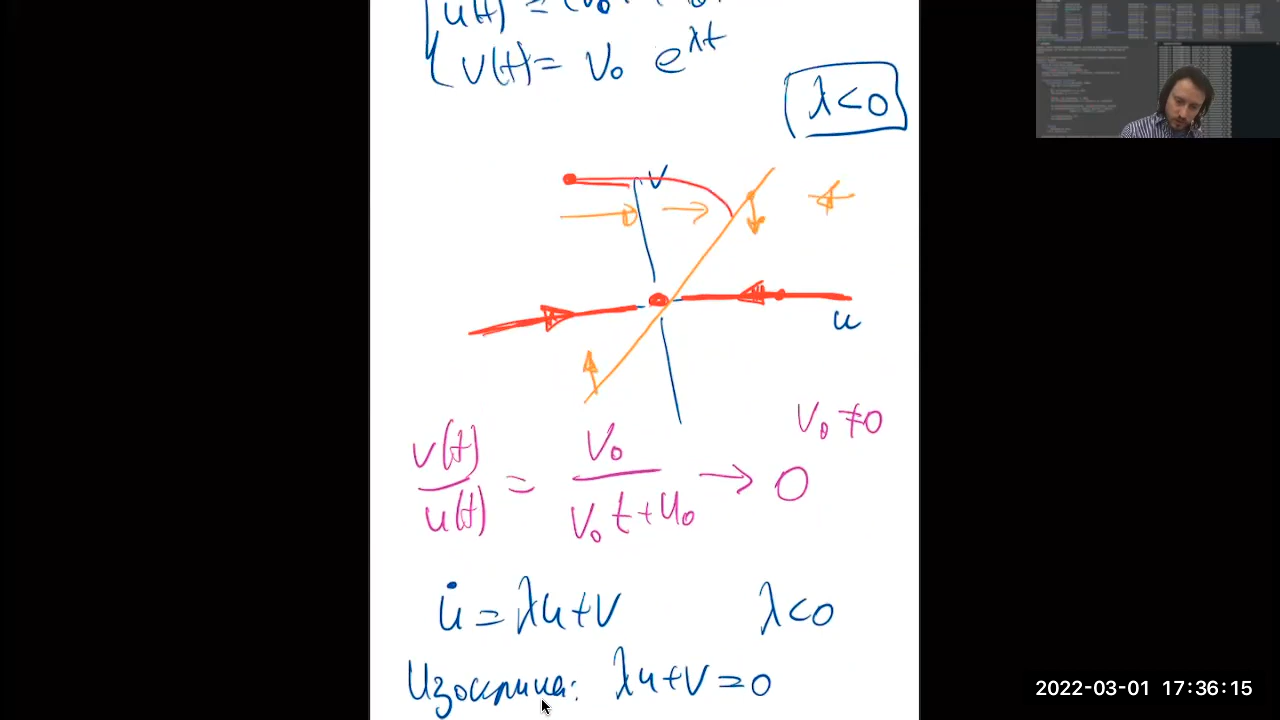 u(t) = (v₀
v(t) = v₀ e^{λt}
λ<0
v
u
v₀ ≠ 0
v(t)/u(t) = v₀/(v₀t+u₀) → 0
u̇ = λu+v λ<0
Изоклина: λu+v=0
2022-03-01 17:36:15